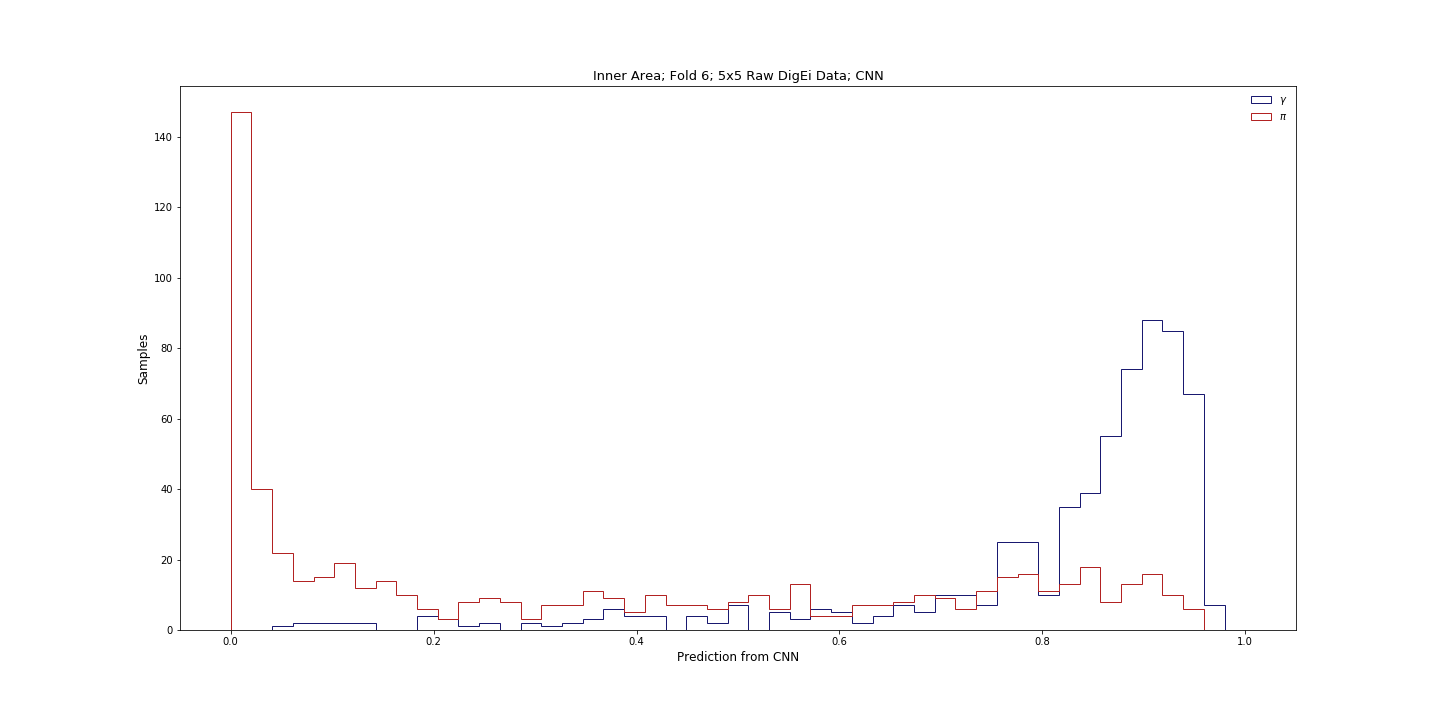 Inner Area; Fold 6; 5x5 Raw DigEi Data; CNN
γ
π
140
120
100
80
60
40
20
0
Samples
0.0 0.2 0.4 0.6 0.8 1.0
Prediction from CNN